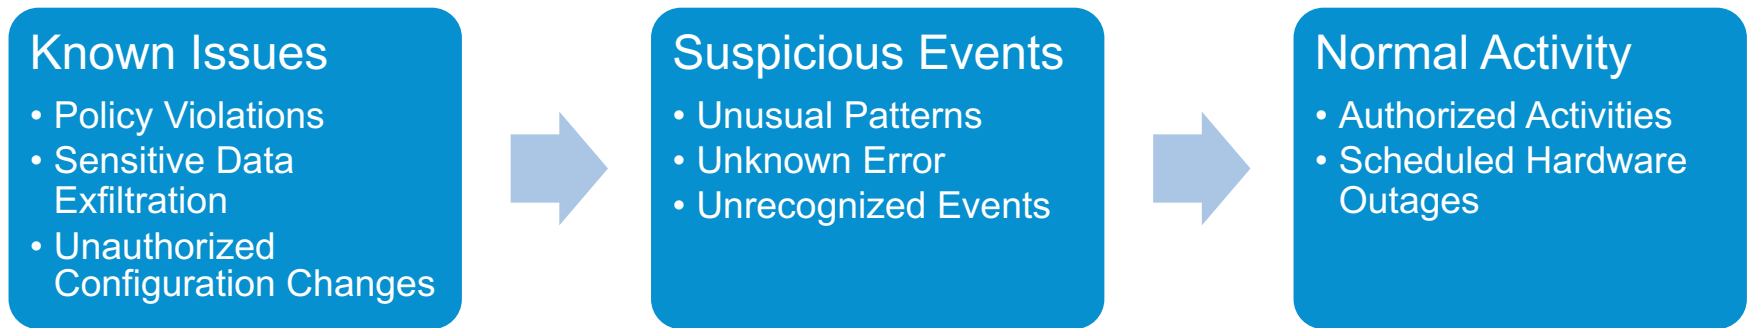 Known Issues
• Policy Violations
• Sensitive Data
Exfiltration
• Unauthorized
Configuration Changes
Suspicious Events
• Unusual Patterns
• Unknown Error
• Unrecognized Events
Normal Activity
• Authorized Activities
• Scheduled Hardware
Outages